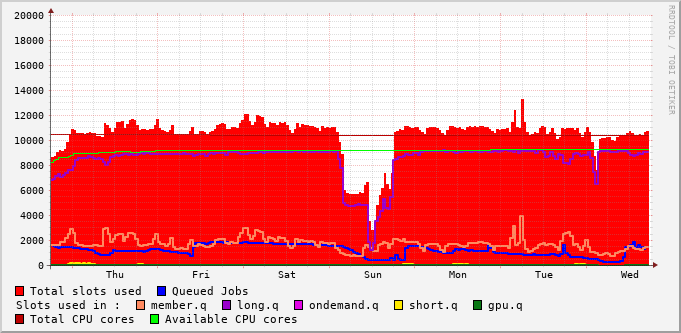 RRDTOOL / TOBI OETIKER
20000
18000
16000
14000
12000
10000
8000
6000
4000
2000
0
Thu Fri Sat Sun Mon Tue Wed
Total slots used Queued Jobs
Slots used in : member.q long.q ondemand.q short.q gpu.q
Total CPU cores Available CPU cores